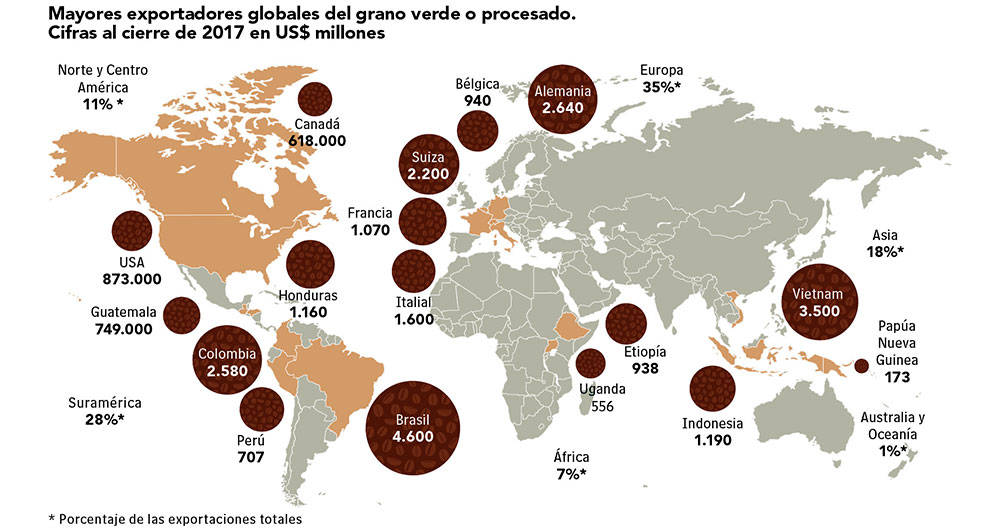 Mayores exportadores globales del grano verde o procesado.
Cifras al cierre de 2017 en US$ millones
Norte y Centro
América
11% *
Canadá
618.000
Bélgica
940
Alemania
2.640
Europa
35%*
Suiza
2.200
Francia
1.070
USA
873.000
Honduras
1.160
Italial
1.600
Asia
18%*
Vietnam
3.500
Guatemala
749.000
Colombia
2.580
Etiopía
938
Uganda
556
Papúa
Nueva
Guinea
173
Suramérica
28%*
Perú
707
Brasil
4.600
Indonesia
1.190
Australia y
Oceanía
1%*
África
7%*
* Porcentaje de las exportaciones totales